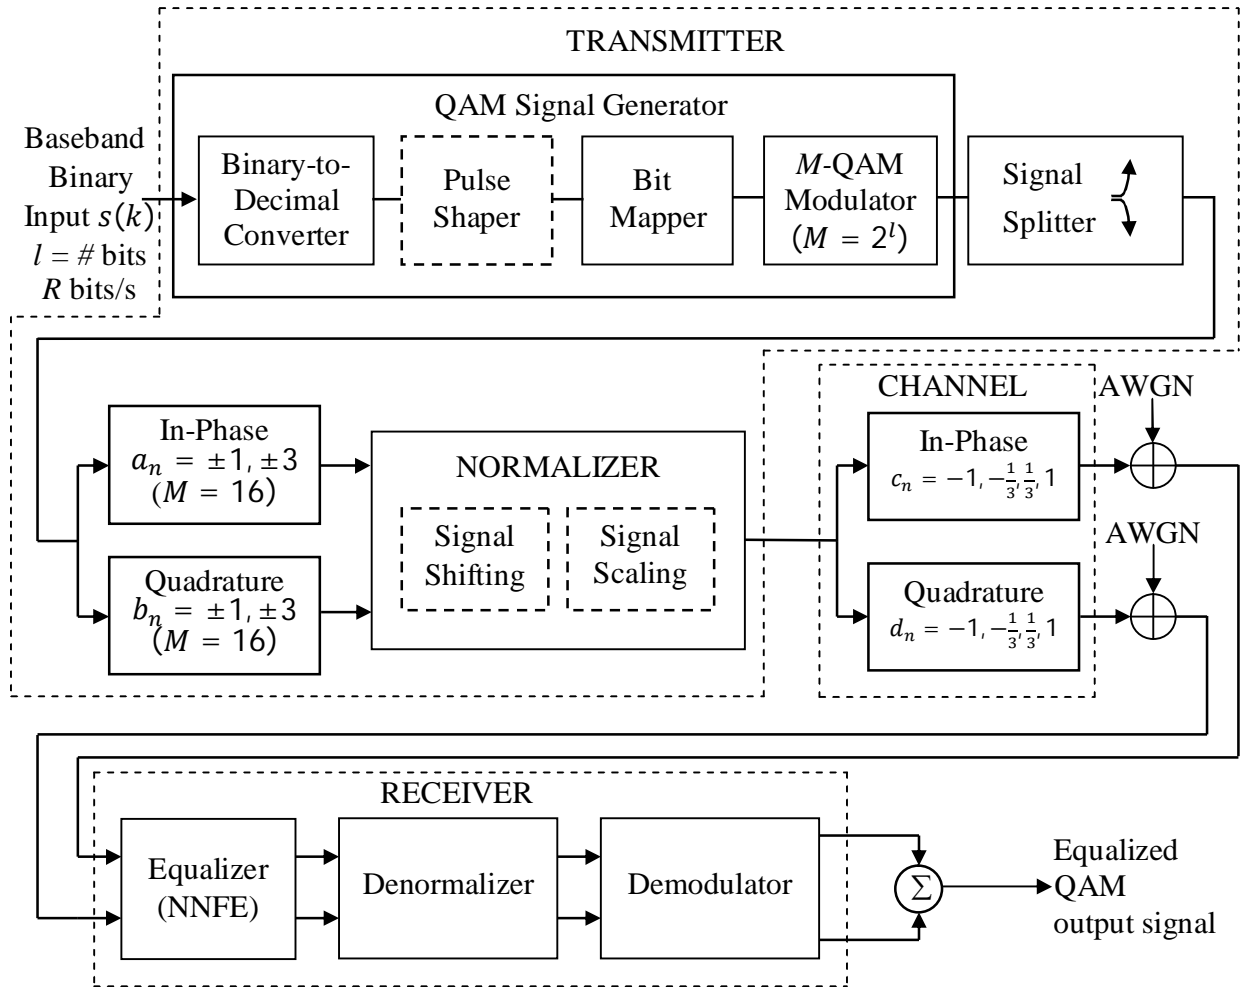 TRANSMITTER
QAM Signal Generator
Baseband
Binary
Input s(k)
l = # bits
R bits/s
Binary-to-
Decimal
Converter
Pulse
Shaper
Bit
Mapper
M-QAM
Modulator
(M = 2^l)
Signal
Splitter
In-Phase
a_n = ±1, ±3
(M = 16)
Quadrature
b_n = ±1, ±3
(M = 16)
NORMALIZER
Signal
Shifting
Signal
Scaling
CHANNEL
In-Phase
c_n = −1, −1/3, 1/3, 1
Quadrature
d_n = −1, −1/3, 1/3, 1
AWGN
AWGN
RECEIVER
Equalizer
(NNFE)
Denormalizer
Demodulator
Σ
Equalized
QAM
output signal